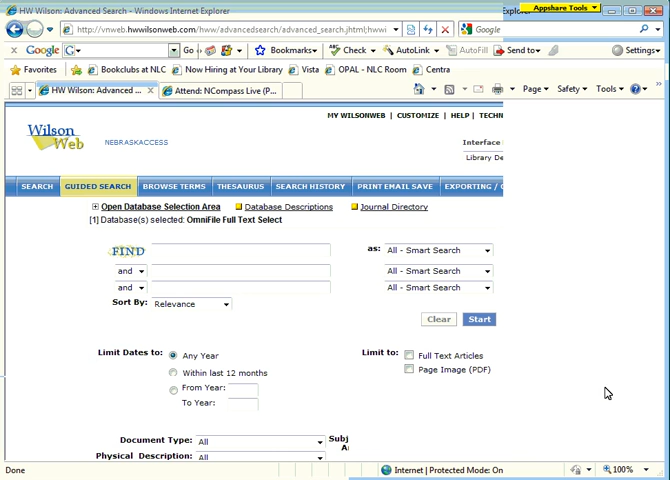 HW Wilson: Advanced Search - Windows Internet Explorer
Explorer
Appshare Tools
http://vnweb.hwwilsonweb.com/hww/advancedsearch/advanced_search.jhtml;hwwi
Google
Google
G
Go
Bookmarks
Check
AutoLink
AutoFill
Send to
Settings
Favorites
Bookclubs at NLC
Now Hiring at Your Library
Vista
OPAL - NLC Room
Centra
HW Wilson: Advanced ...
Attend: NCompass Live (P...
Page
Safety
Tools
MY WILSONWEB | CUSTOMIZE | HELP | TECHN
Wilson
Web
NEBRASKACCESS
Interface
Library De
SEARCH
GUIDED SEARCH
BROWSE TERMS
THESAURUS
SEARCH HISTORY
PRINT EMAIL SAVE
EXPORTING / C
Open Database Selection Area
Database Descriptions
Journal Directory
[1] Database(s) selected: OmniFile Full Text Select
FIND
as:
All - Smart Search
and
All - Smart Search
and
All - Smart Search
Sort By:
Relevance
Clear
Start
Limit Dates to:
Any Year
Limit to:
Full Text Articles
Within last 12 months
Page Image (PDF)
From Year:
To Year:
Document Type:
All
Subj
Physical Description:
All
Done
Internet | Protected Mode: On
100%